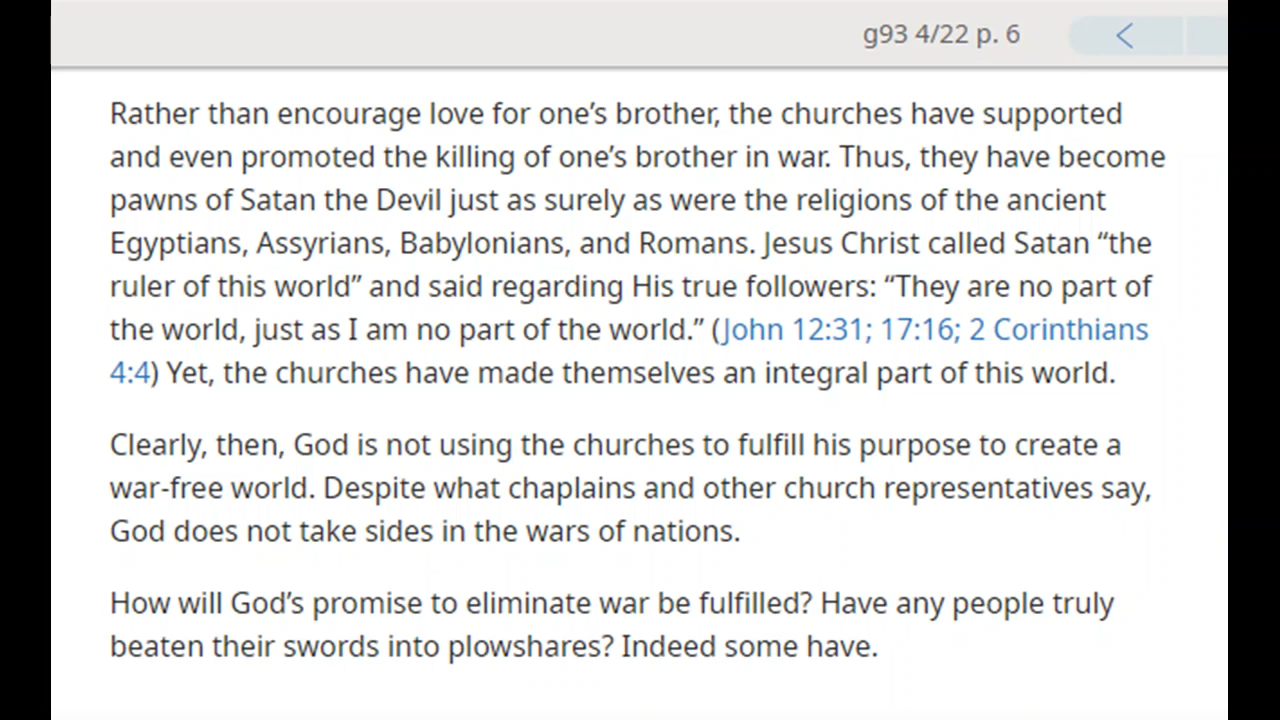 g93 4/22 p. 6
Rather than encourage love for one’s brother, the churches have supported
and even promoted the killing of one’s brother in war. Thus, they have become
pawns of Satan the Devil just as surely as were the religions of the ancient
Egyptians, Assyrians, Babylonians, and Romans. Jesus Christ called Satan “the
ruler of this world” and said regarding His true followers: “They are no part of
the world, just as I am no part of the world.” (John 12:31; 17:16; 2 Corinthians
4:4) Yet, the churches have made themselves an integral part of this world.
Clearly, then, God is not using the churches to fulfill his purpose to create a
war-free world. Despite what chaplains and other church representatives say,
God does not take sides in the wars of nations.
How will God’s promise to eliminate war be fulfilled? Have any people truly
beaten their swords into plowshares? Indeed some have.